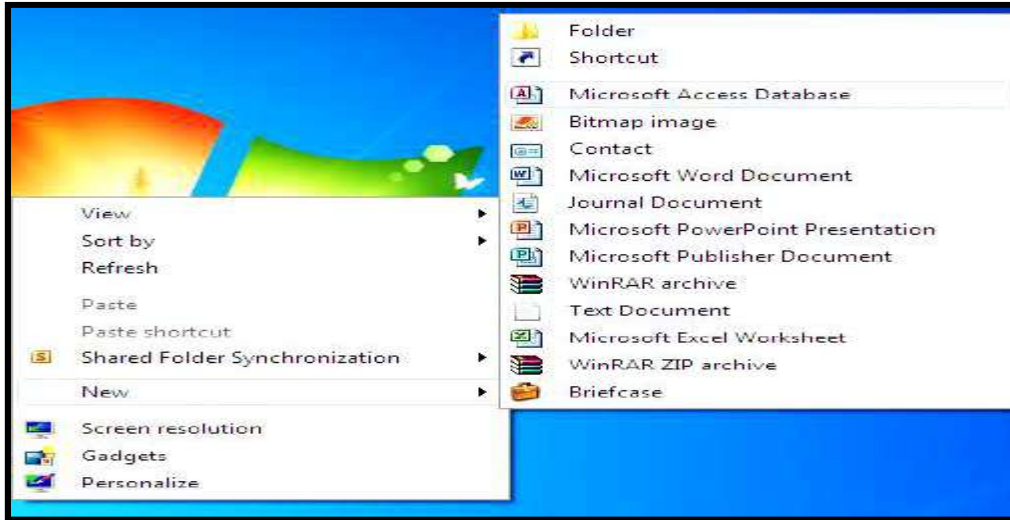 View
Sort by
Refresh
Paste
Paste shortcut
Shared Folder Synchronization
New
Screen resolution
Gadgets
Personalize
Folder
Shortcut
Microsoft Access Database
Bitmap image
Contact
Microsoft Word Document
Journal Document
Microsoft PowerPoint Presentation
Microsoft Publisher Document
WinRAR archive
Text Document
Microsoft Excel Worksheet
WinRAR ZIP archive
Briefcase